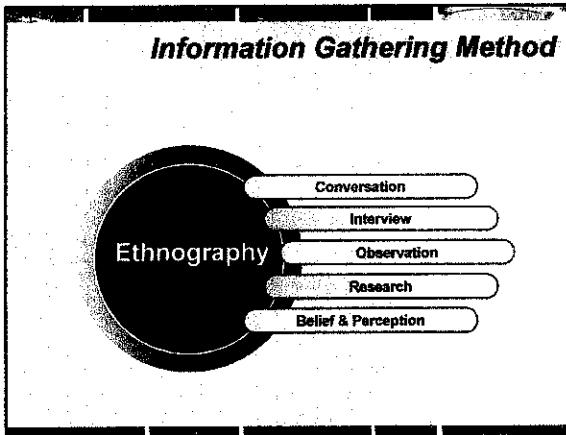 Information Gathering Method
Conversation
Interview
Ethnography
Observation
Research
Belief & Perception